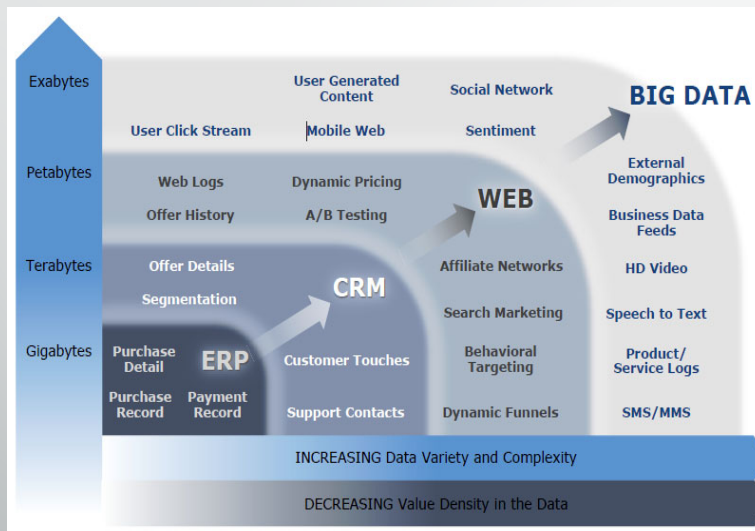 Exabytes
User Generated
Content
Social Network
BIG DATA
User Click Stream
Mobile Web
Sentiment
Petabytes
Web Logs
Dynamic Pricing
WEB
External
Demographics
Offer History
A/B Testing
Business Data
Feeds
Terabytes
Offer Details
CRM
Affiliate Networks
HD Video
Segmentation
Search Marketing
Speech to Text
Gigabytes
Purchase
Detail
ERP
Customer Touches
Behavioral
Targeting
Product/
Service Logs
Purchase
Record
Payment
Record
Support Contacts
Dynamic Funnels
SMS/MMS
INCREASING Data Variety and Complexity
DECREASING Value Density in the Data